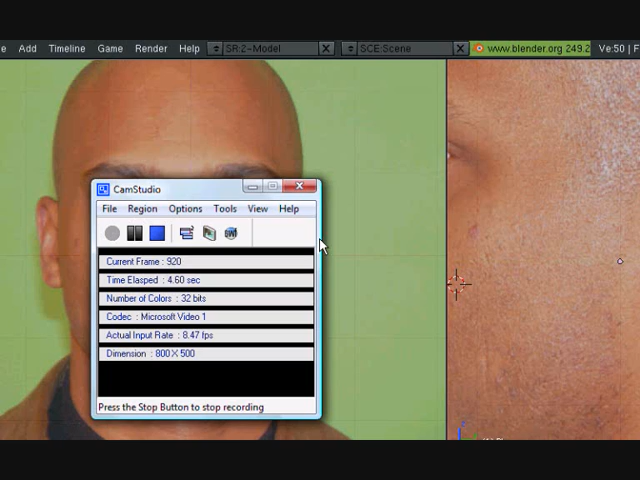 e Add Timeline Game Render Help SR:2-Model SCE:Scene www.blender.org 249.2 Ve:50 | F
CamStudio
File Region Options Tools View Help
Current Frame : 920
Time Elasped : 4.60 sec
Number of Colors : 32 bits
Codec : Microsoft Video 1
Actual Input Rate : 8.47 fps
Dimension : 800 X 500
Press the Stop Button to stop recording